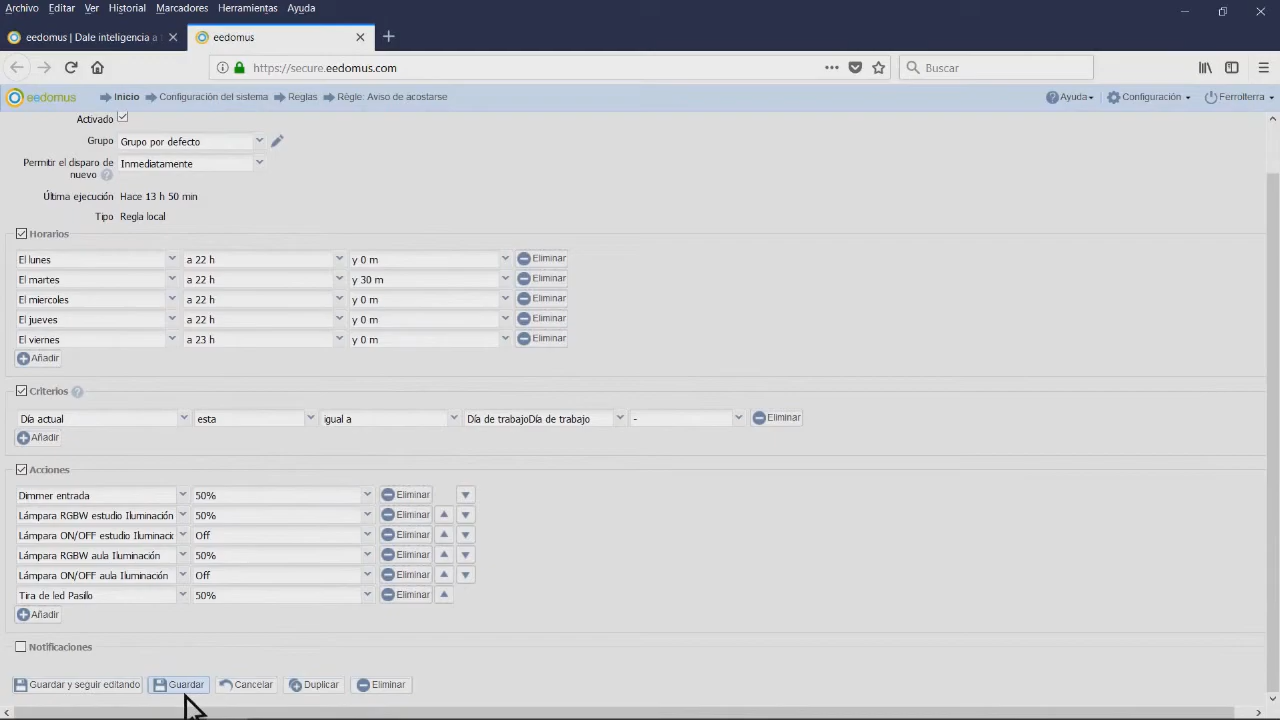 Archivo Editar Ver Historial Marcadores Herramientas Ayuda
eedomus | Dale inteligencia a
eedomus
https://secure.eedomus.com
Buscar
eedomus Inicio Configuración del sistema Reglas Règle: Aviso de acostarse Ayuda Configuración Ferrolterra
Activado
Grupo Grupo por defecto
Permitir el disparo de nuevo Inmediatamente
Última ejecución Hace 13 h 50 min
Tipo Regla local
Horarios
El lunes a 22 h y 0 m Eliminar
El martes a 22 h y 30 m Eliminar
El miercoles a 22 h y 0 m Eliminar
El jueves a 22 h y 0 m Eliminar
El viernes a 23 h y 0 m Eliminar
Añadir
Criterios
Día actual esta igual a Día de trabajoDía de trabajo - Eliminar
Añadir
Acciones
Dimmer entrada 50% Eliminar
Lámpara RGBW estudio Iluminación 50% Eliminar
Lámpara ON/OFF estudio Iluminació Off Eliminar
Lámpara RGBW aula Iluminación 50% Eliminar
Lámpara ON/OFF aula Iluminación Off Eliminar
Tira de led Pasillo 50% Eliminar
Añadir
Notificaciones
Guardar y seguir editando Guardar Cancelar Duplicar Eliminar